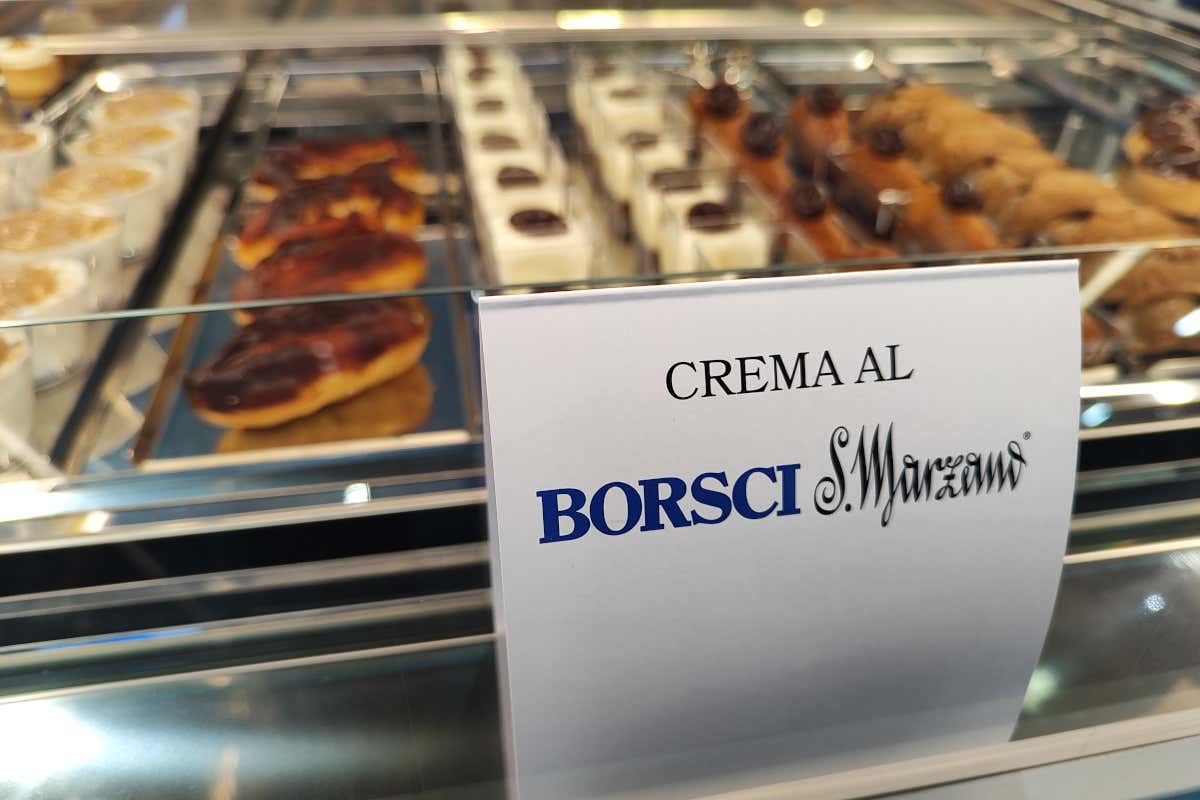 CREMA AL
BORSCI S. Marzano®